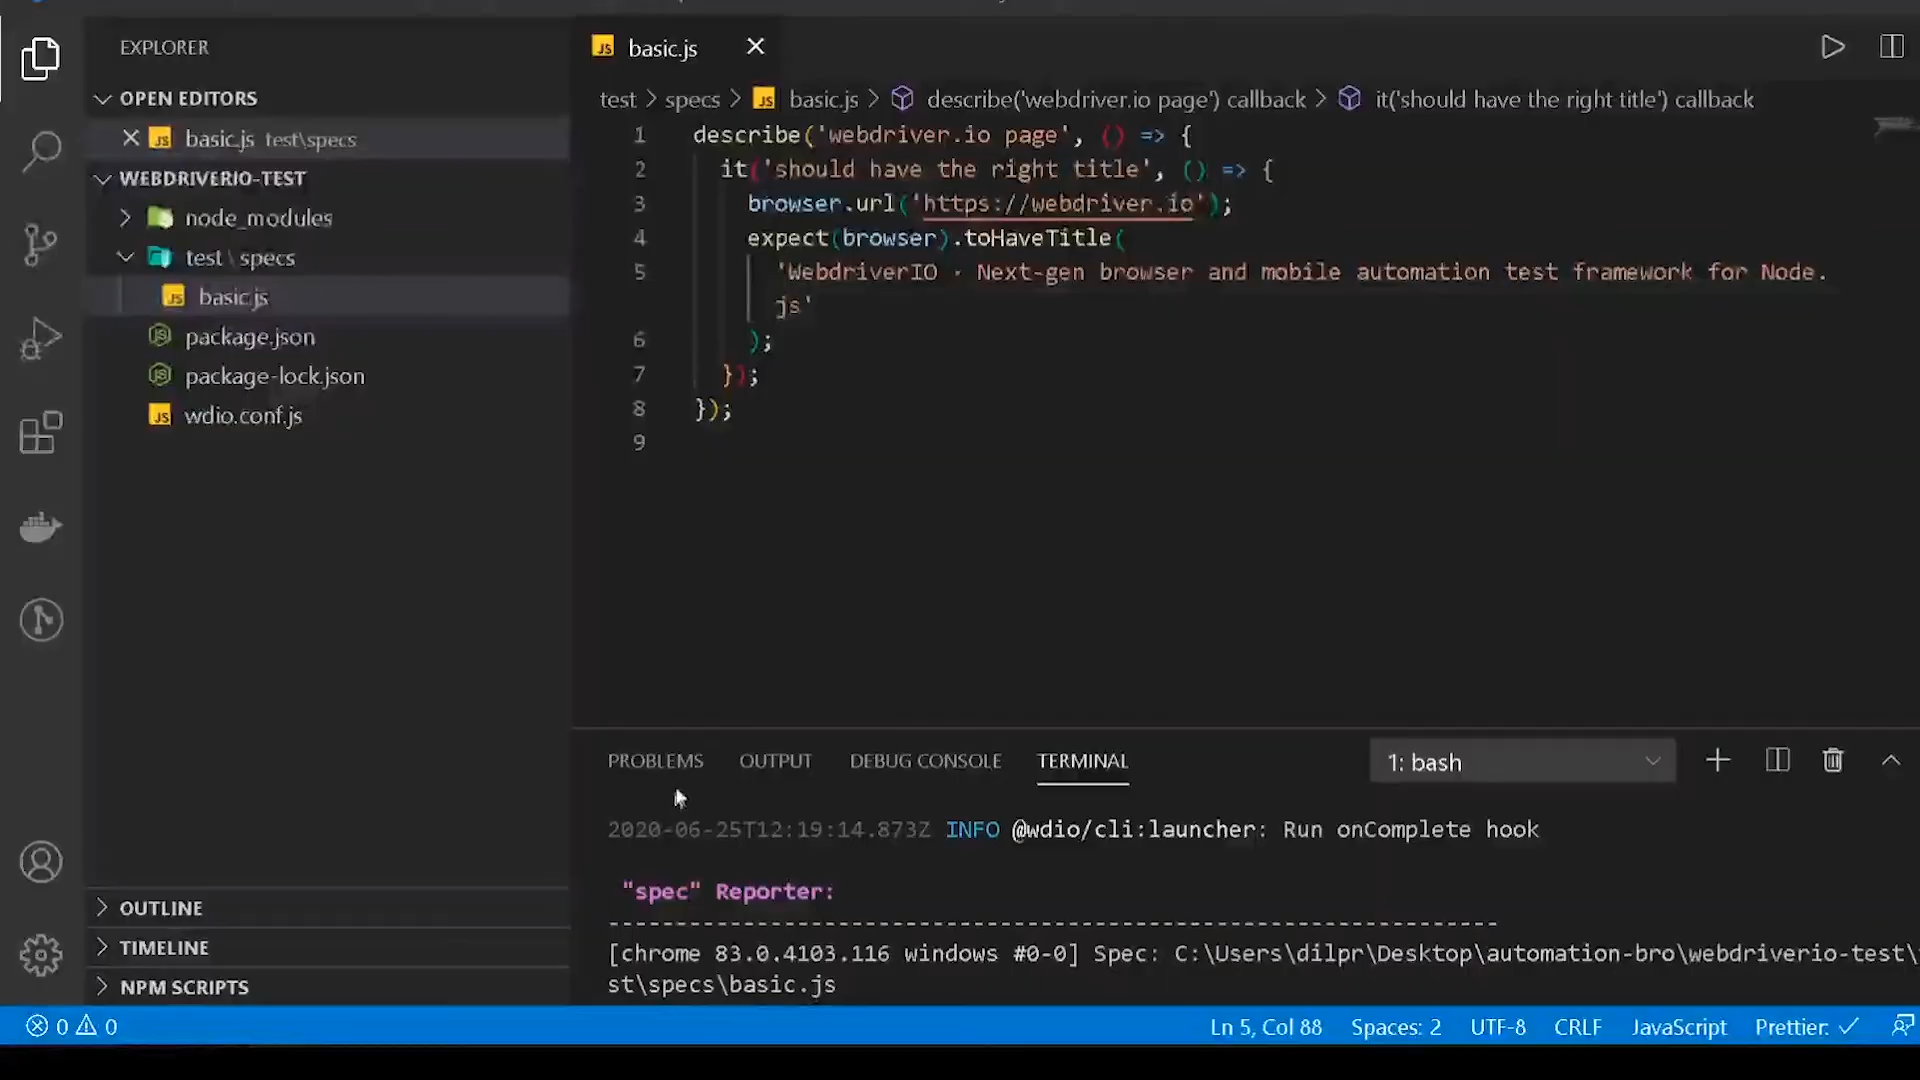 EXPLORER
OPEN EDITORS
basic.js test\specs
WEBDRIVERIO-TEST
node_modules
test \ specs
basic.js
package.json
package-lock.json
wdio.conf.js
OUTLINE
TIMELINE
NPM SCRIPTS
basic.js
test > specs > JS basic.js > describe('webdriver.io page') callback > it('should have the right title') callback
1 describe('webdriver.io page', () => {
2 it('should have the right title', () => {
3 browser.url('https://webdriver.io');
4 expect(browser).toHaveTitle(
5 'WebdriverIO · Next-gen browser and mobile automation test framework for Node.
js'
6 );
7 });
8 });
9
PROBLEMS OUTPUT DEBUG CONSOLE TERMINAL 1: bash
2020-06-25T12:19:14.873Z INFO @wdio/cli:launcher: Run onComplete hook
"spec" Reporter:
------------------------------------------------------------------
[chrome 83.0.4103.116 windows #0-0] Spec: C:\Users\dilpr\Desktop\automation-bro\webdriverio-test\
st\specs\basic.js
0 0 Ln 5, Col 88 Spaces: 2 UTF-8 CRLF JavaScript Prettier: ✓